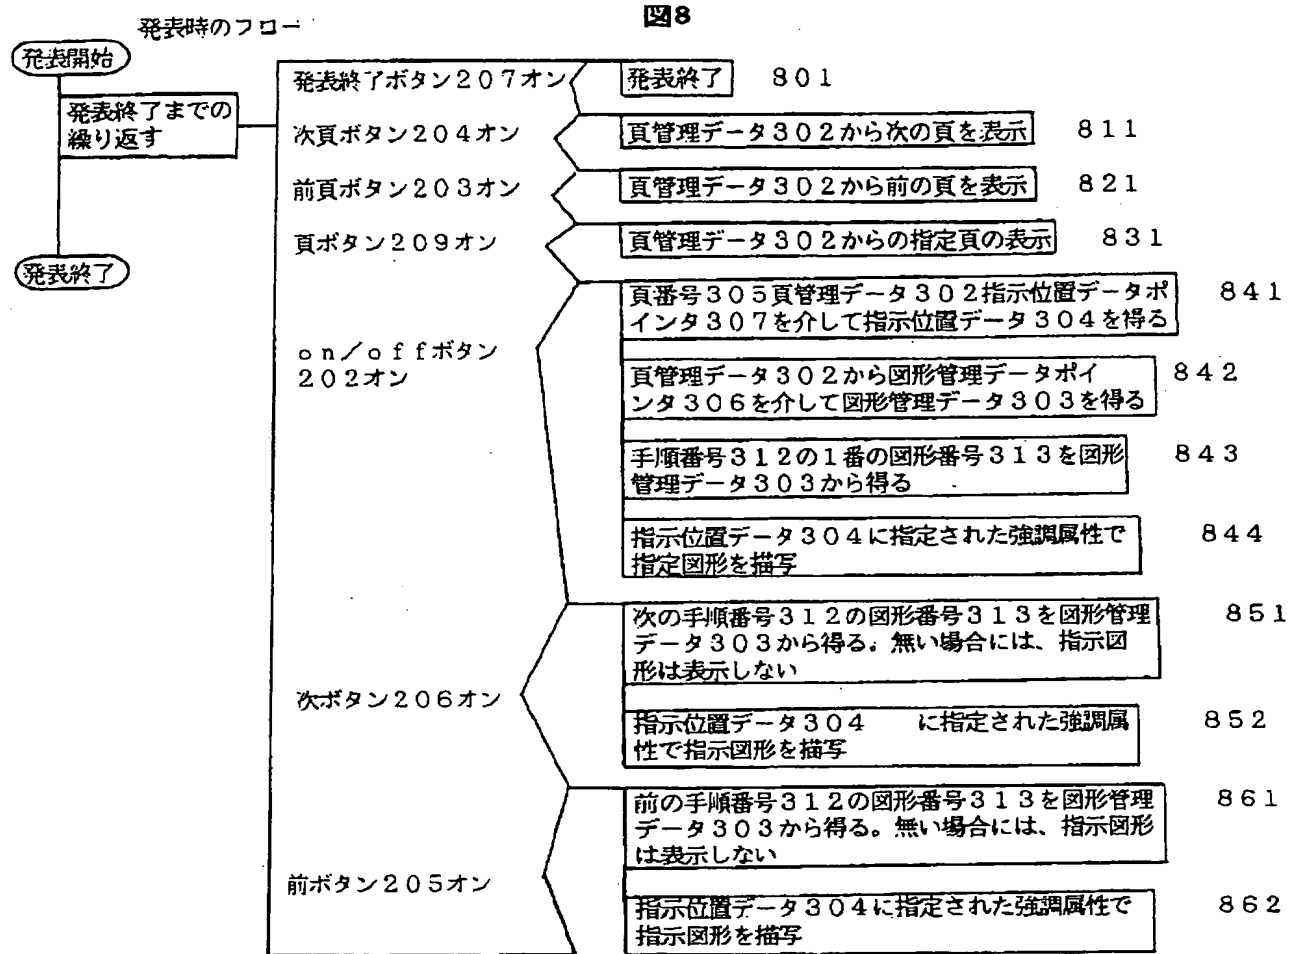 図8
発表時のフロー
発表開始
発表終了までの
繰り返す
発表終了
発表終了ボタン207オン
発表終了 801
次頁ボタン204オン
頁管理データ302から次の頁を表示 811
前頁ボタン203オン
頁管理データ302から前の頁を表示 821
頁ボタン209オン
頁管理データ302からの指定頁の表示 831
on/offボタン
202オン
頁番号305頁管理データ302指示位置データポ 841
インタ307を介して指示位置データ304を得る
頁管理データ302から図形管理データポイ 842
ンタ306を介して図形管理データ303を得る
手順番号312の1番の図形番号313を図形 843
管理データ303から得る
指示位置データ304に指定された強調属性で 844
指定図形を描写
次ボタン206オン
次の手順番号312の図形番号313を図形管理 851
データ303から得る。無い場合には、指示図
形は表示しない
指示位置データ304 に指定された強調属 852
性で指示図形を描写
前ボタン205オン
前の手順番号312の図形番号313を図形管理 861
データ303から得る。無い場合には、指示図形
は表示しない
指示位置データ304に指定された強調属性で 862
指示図形を描写